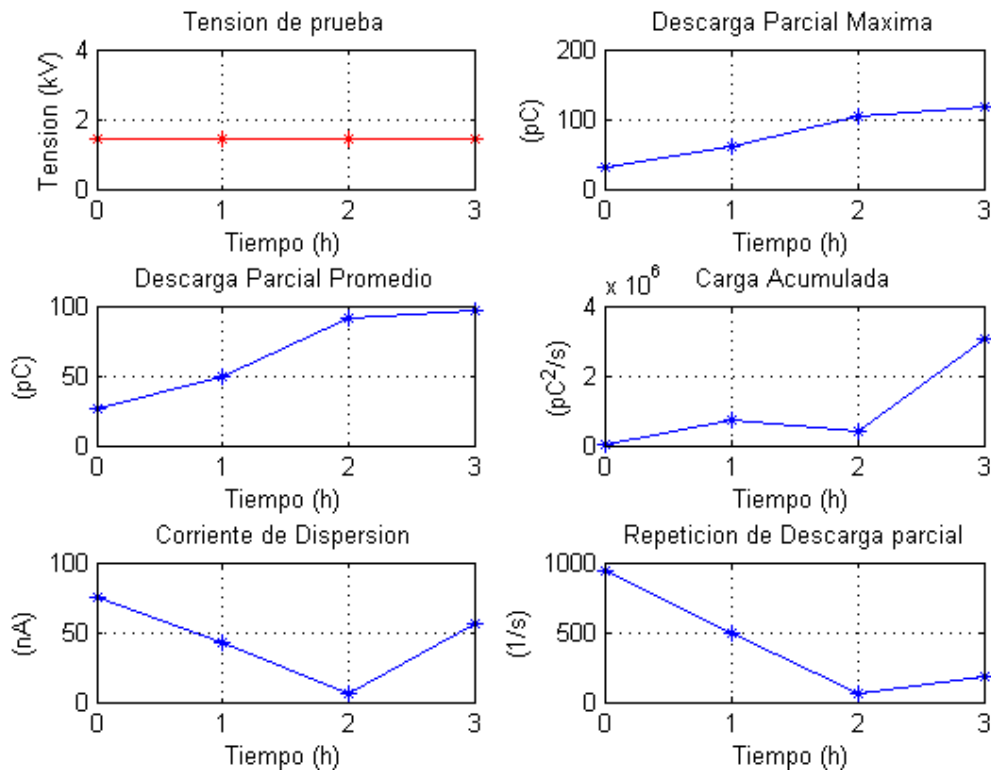 Tension de prueba
Tension (kV)
4
2
0
0 1 2 3
Tiempo (h)
Descarga Parcial Maxima
(pC)
200
100
0
0 1 2 3
Tiempo (h)
Descarga Parcial Promedio
(pC)
100
50
0
0 1 2 3
Tiempo (h)
x 10^6
Carga Acumulada
(pC^2/s)
4
2
0
0 1 2 3
Tiempo (h)
Corriente de Dispersion
(nA)
100
50
0
0 1 2 3
Tiempo (h)
Repeticion de Descarga parcial
(1/s)
1000
500
0
0 1 2 3
Tiempo (h)